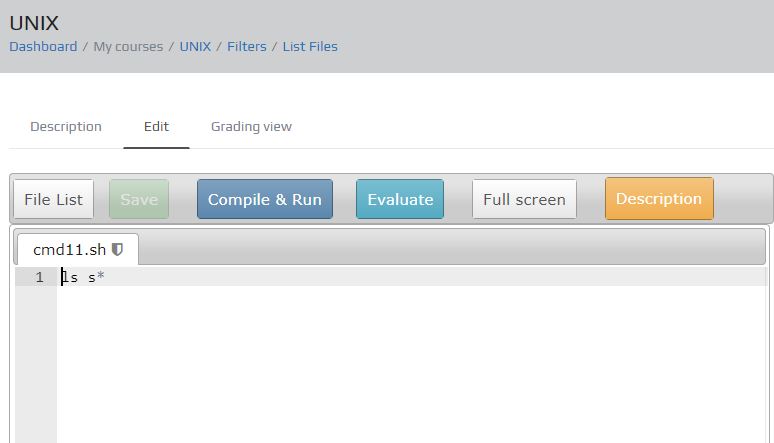 UNIX
Dashboard / My courses / UNIX / Filters / List Files
Description Edit Grading view
File List Save Compile & Run Evaluate Full screen Description
cmd11.sh
1 ls s*